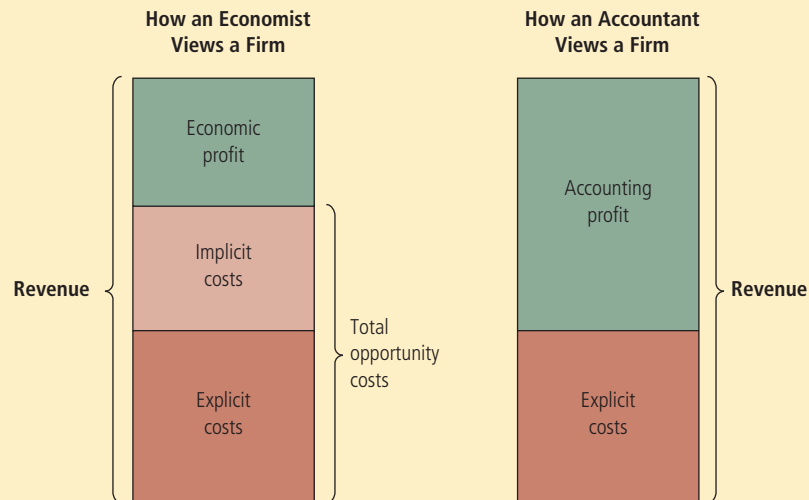 How an Economist
Views a Firm
Economic
profit
Implicit
costs
Explicit
costs
Revenue
Total
opportunity
costs
How an Accountant
Views a Firm
Accounting
profit
Explicit
costs
Revenue